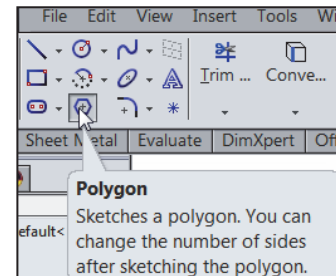 File Edit View Insert Tools Wi
Trim ... Conve...
Sheet Metal Evaluate DimXpert Off
Polygon
Sketches a polygon. You can
change the number of sides
after sketching the polygon.
efault<